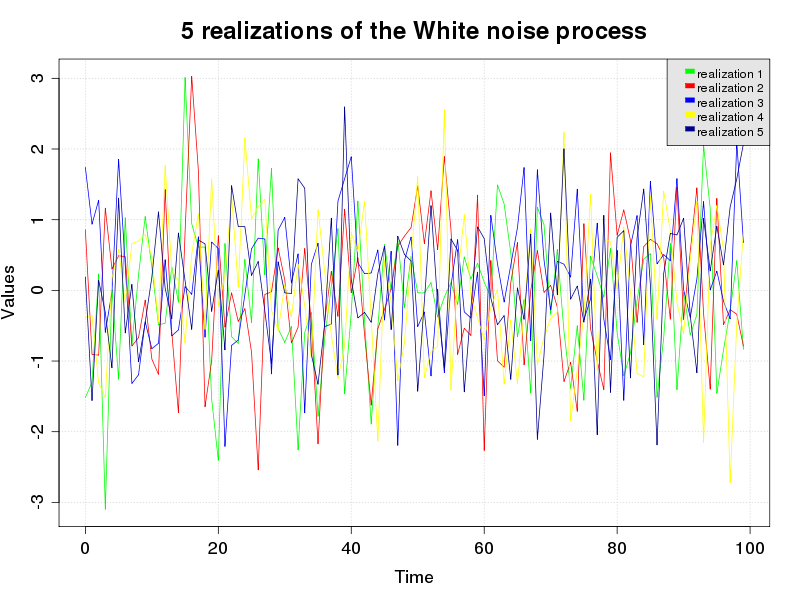 5 realizations of the White noise process
realization 1
realization 2
realization 3
realization 4
realization 5
Values
3
2
1
0
-1
-2
-3
0 20 40 60 80 100
Time